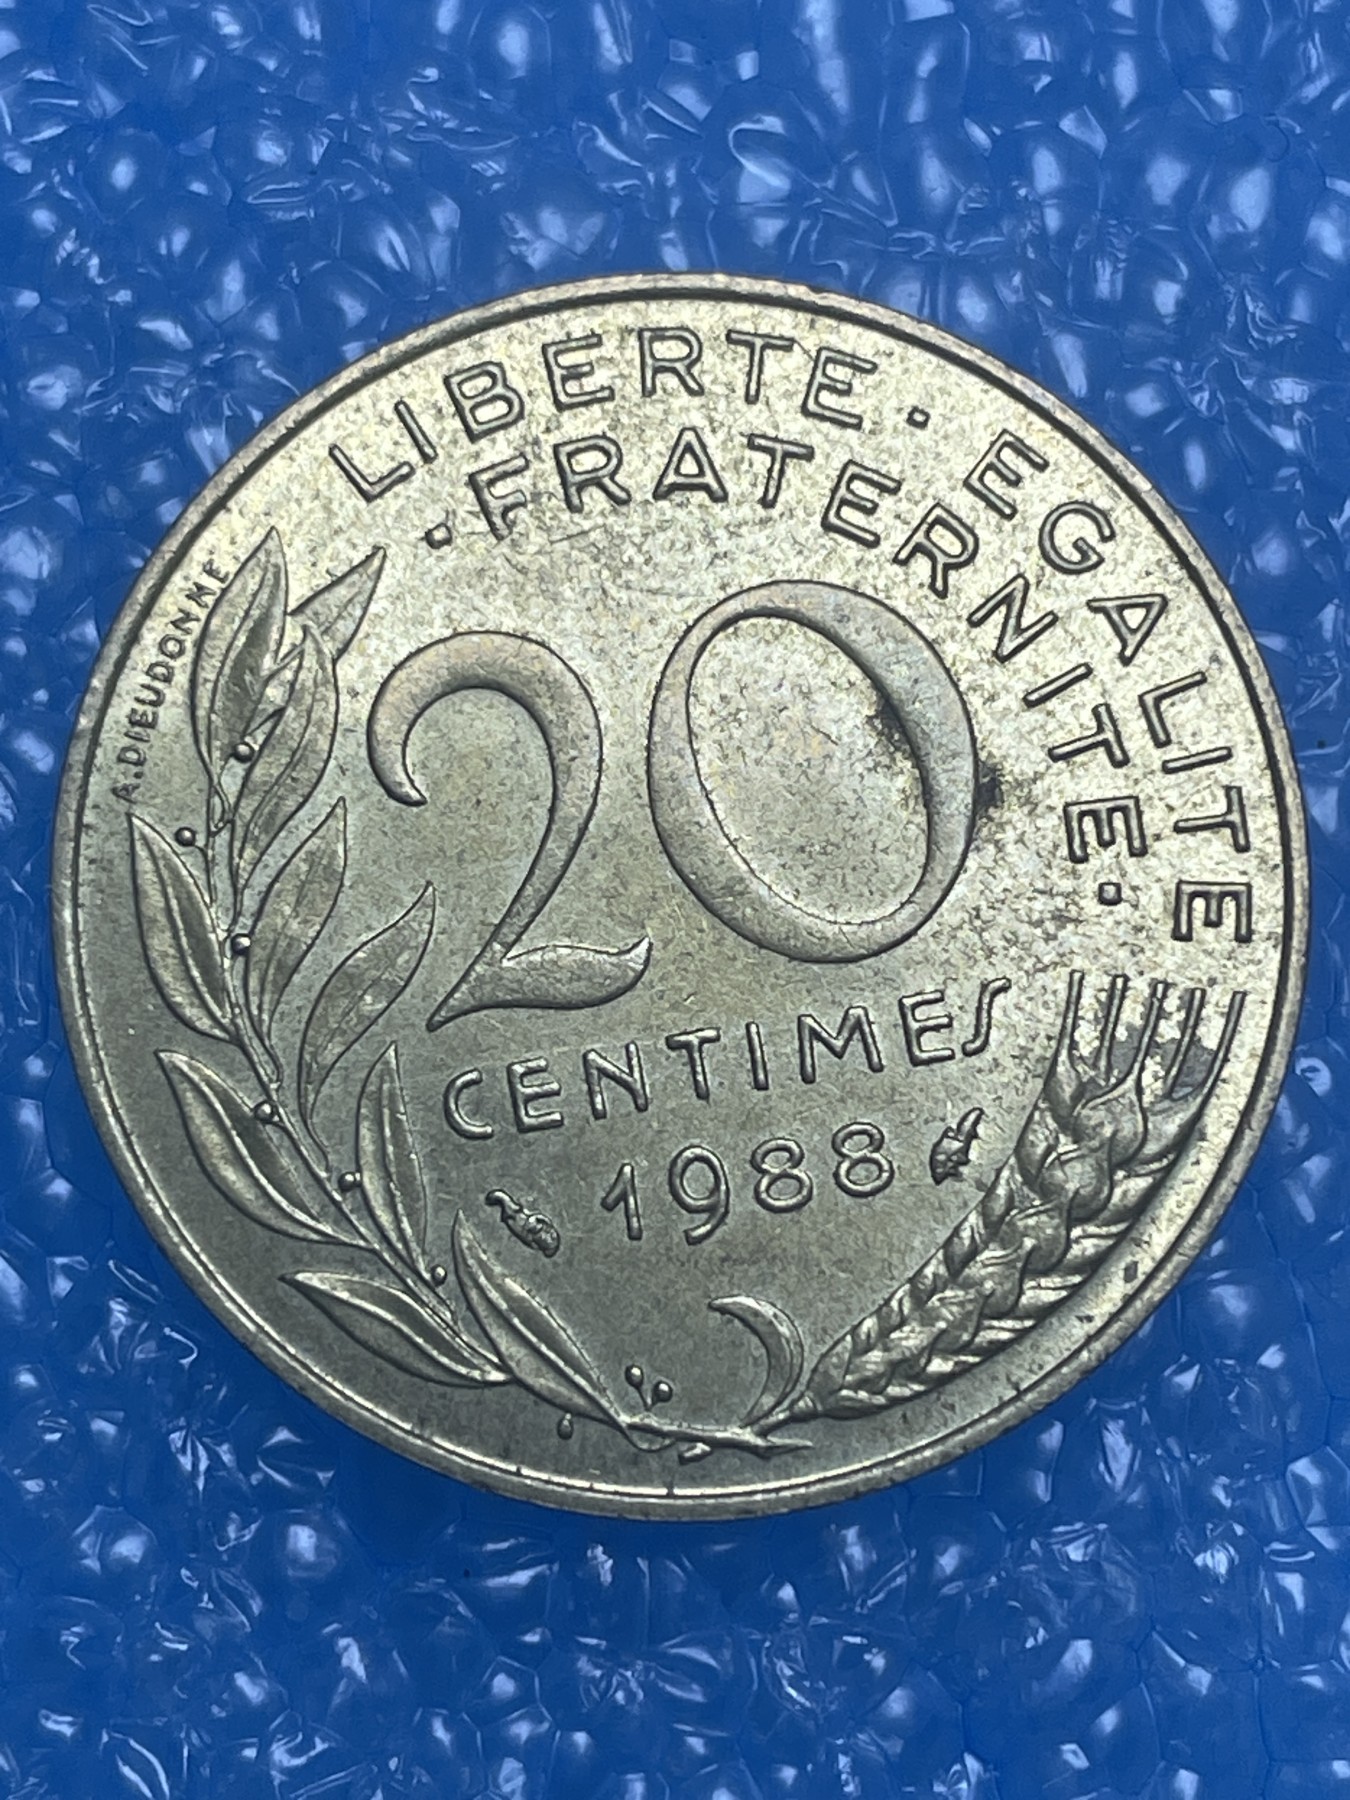 LIBERTE · EGALITE
· FRATERNITE ·
A.DIEUDONNE
20
CENTIMES
1988